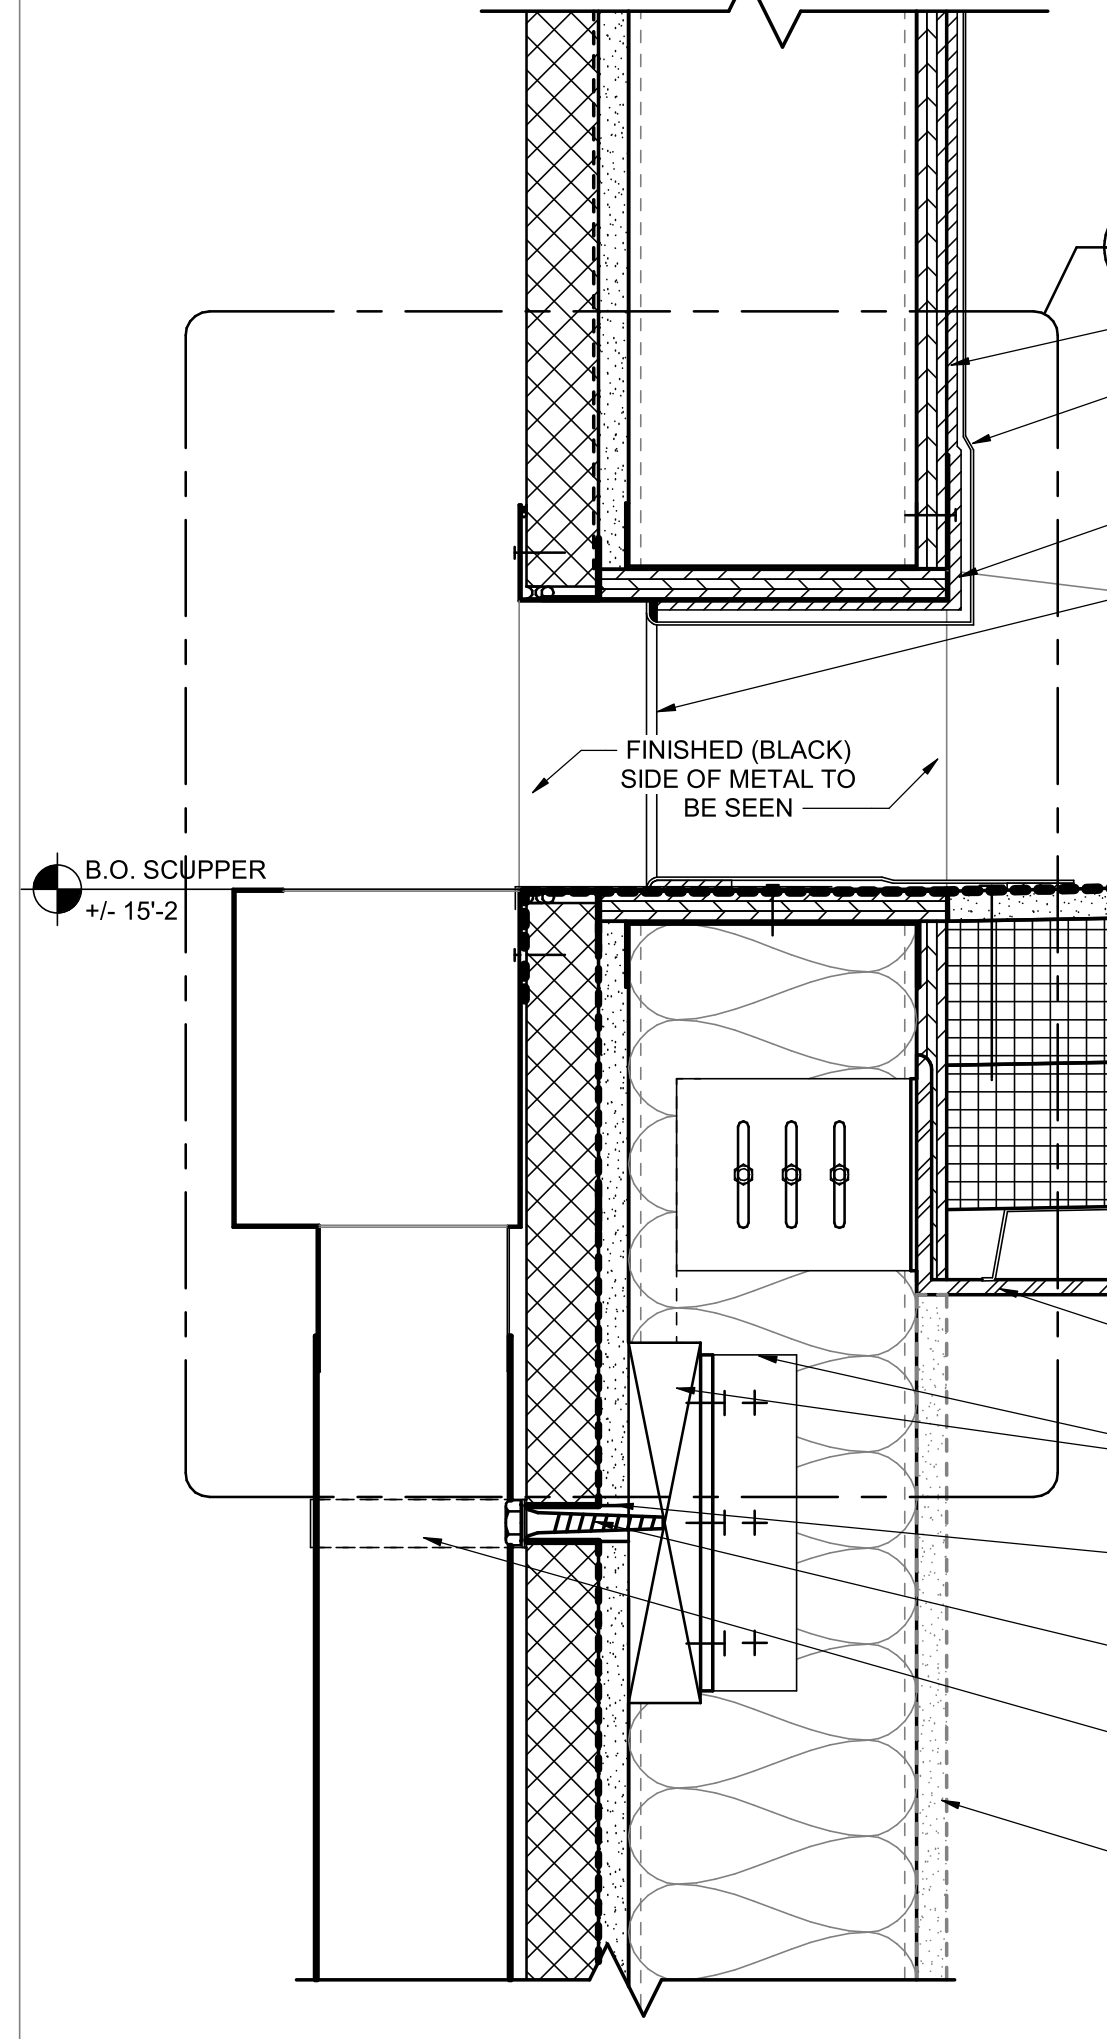 FINISHED (BLACK)
SIDE OF METAL TO
BE SEEN
B.O. SCUPPER
+/- 15'-2